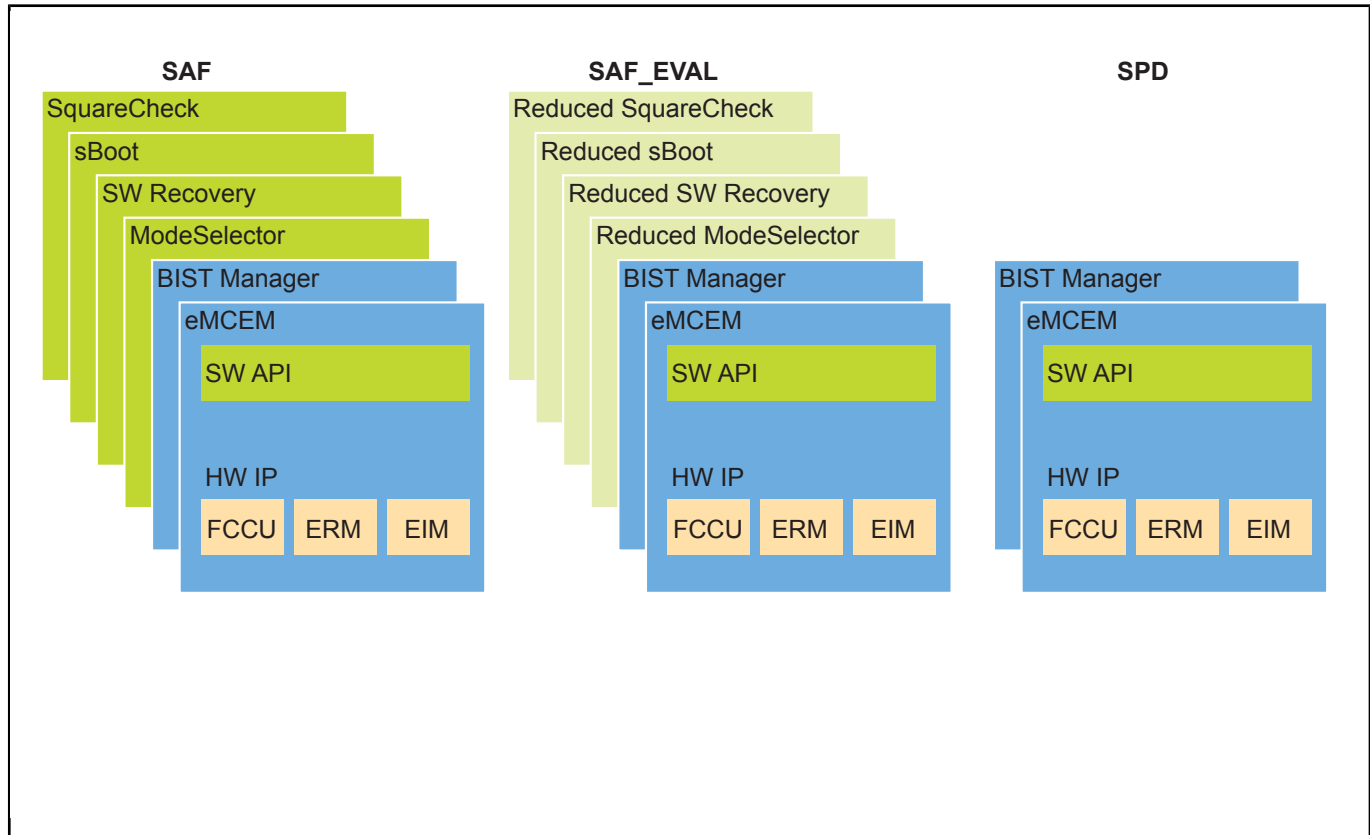 SAF
SquareCheck
sBoot
SW Recovery
ModeSelector
BIST Manager
eMCEM
SW API
HW IP
FCCU
ERM
EIM
SAF_EVAL
Reduced SquareCheck
Reduced sBoot
Reduced SW Recovery
Reduced ModeSelector
BIST Manager
eMCEM
SW API
HW IP
FCCU
ERM
EIM
SPD
BIST Manager
eMCEM
SW API
HW IP
FCCU
ERM
EIM